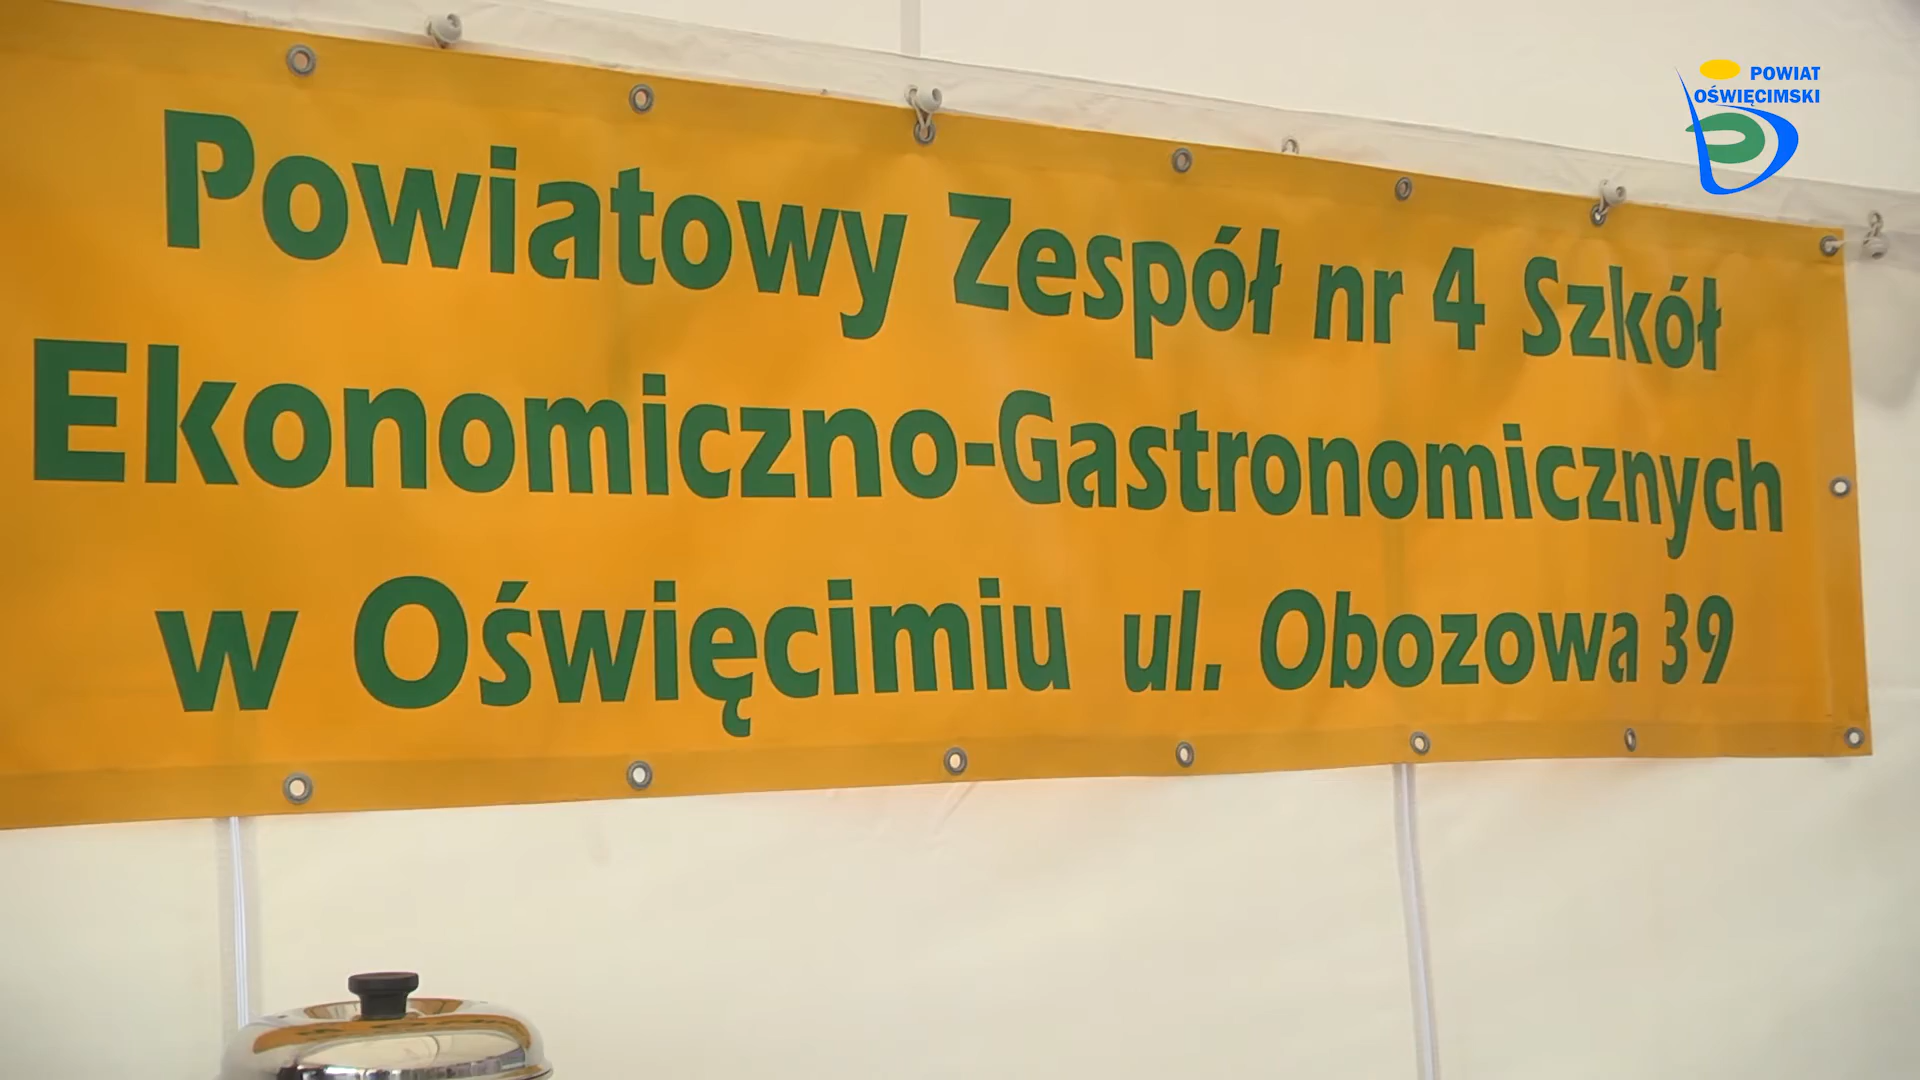 POWIAT
OŚWIĘCIMSKI
Powiatowy Zespół nr 4 Szkół
Ekonomiczno-Gastronomicznych
w Oświęcimiu ul. Obozowa 39